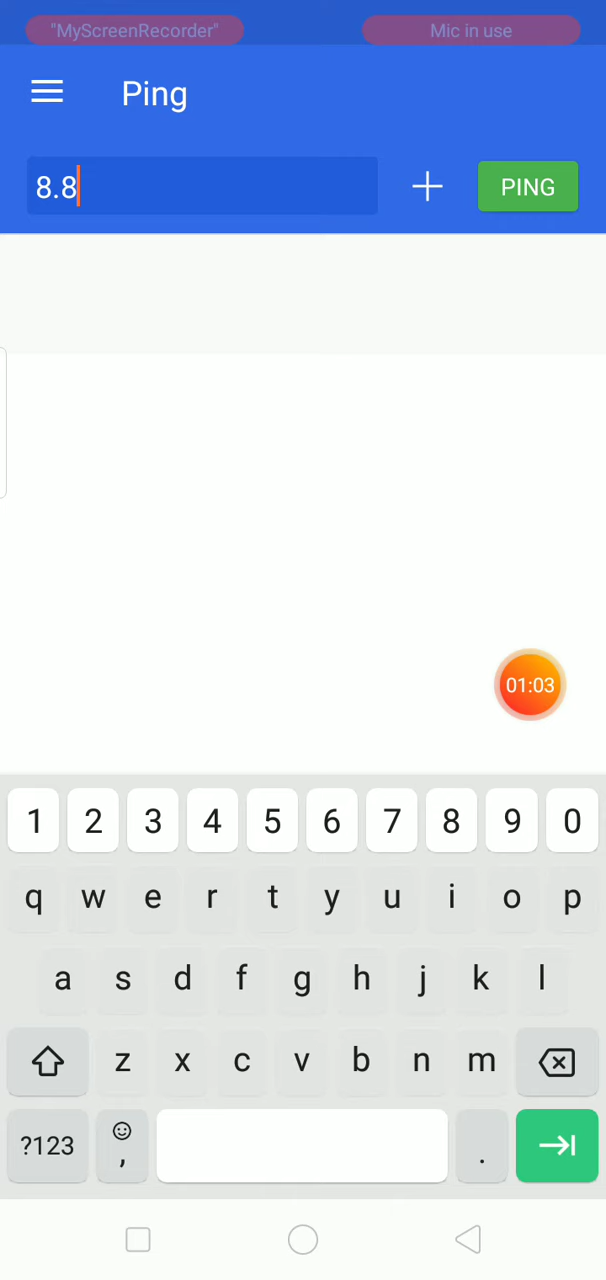 "MyScreenRecorder" Mic in use
Ping
8.8 PING
01:03
1 2 3 4 5 6 7 8 9 0
q w e r t y u i o p
a s d f g h j k l
z x c v b n m
?123 , .